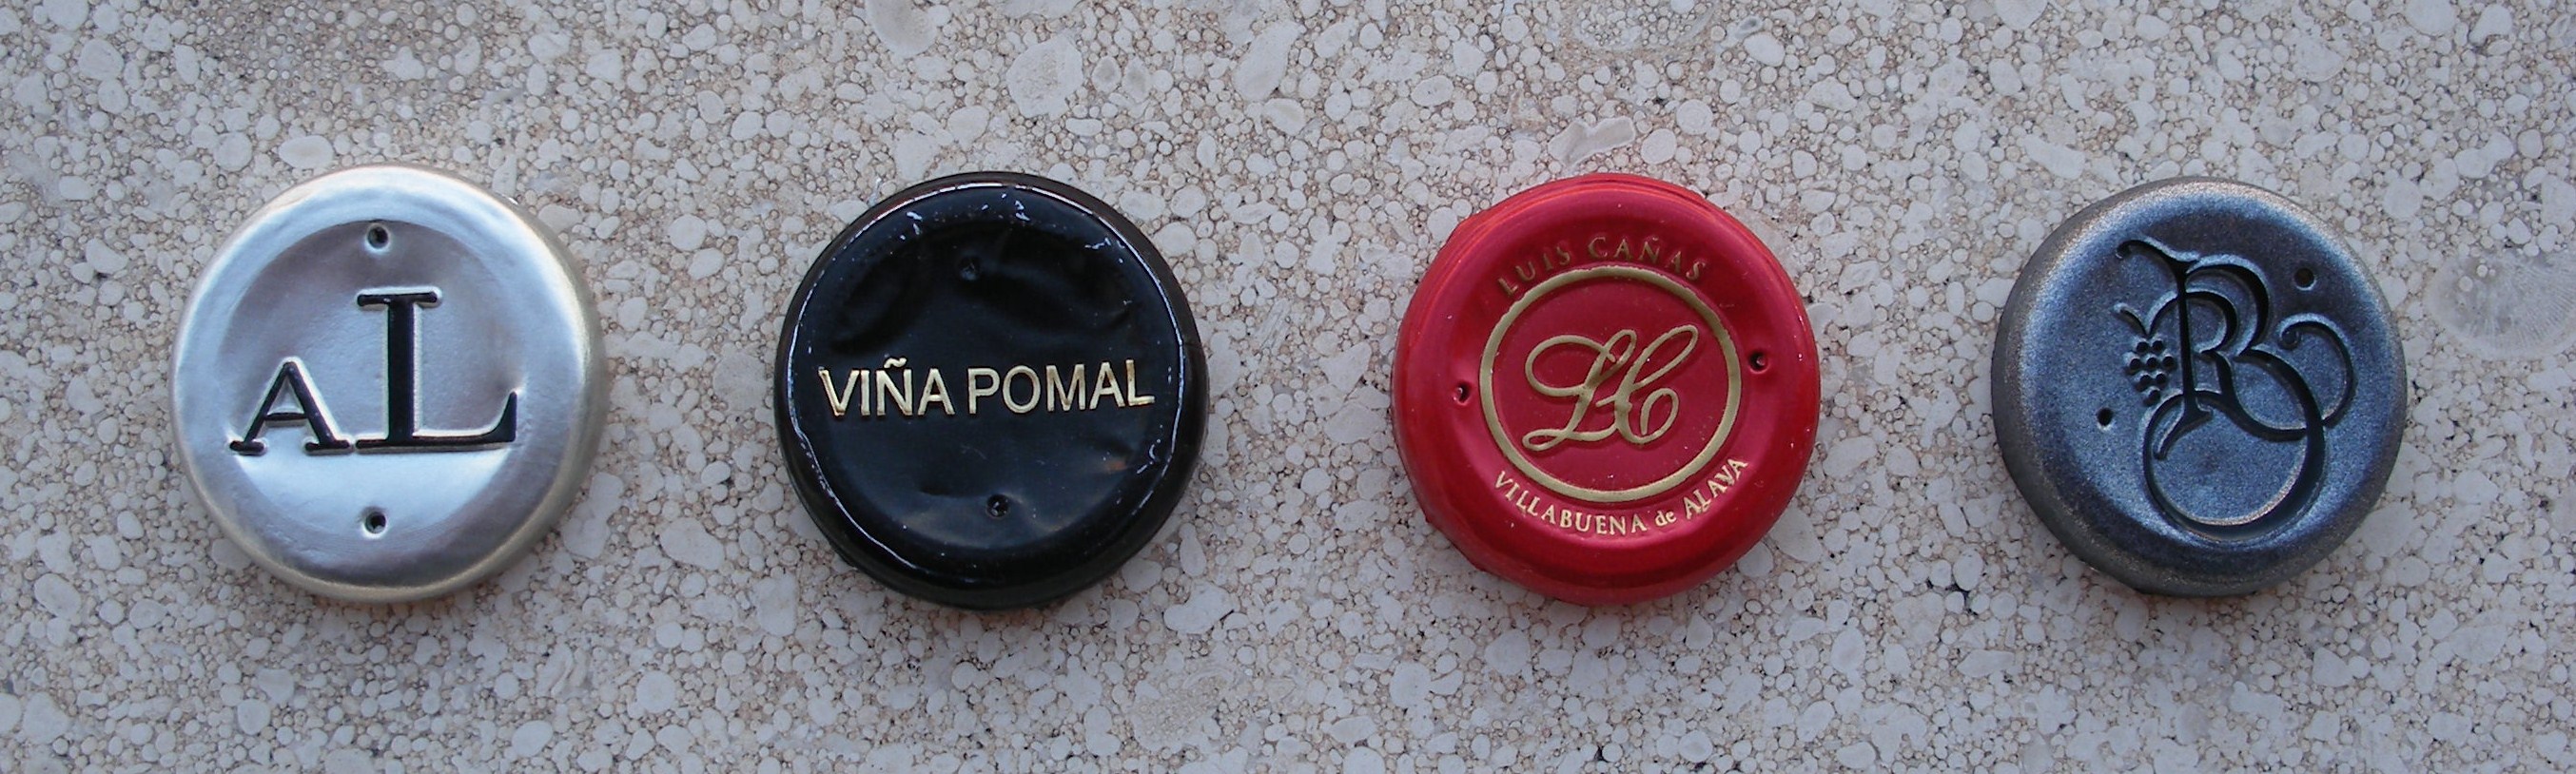 AL
VIÑA POMAL
LUIS CAÑAS
LC
VILLABUENA de ALAVA